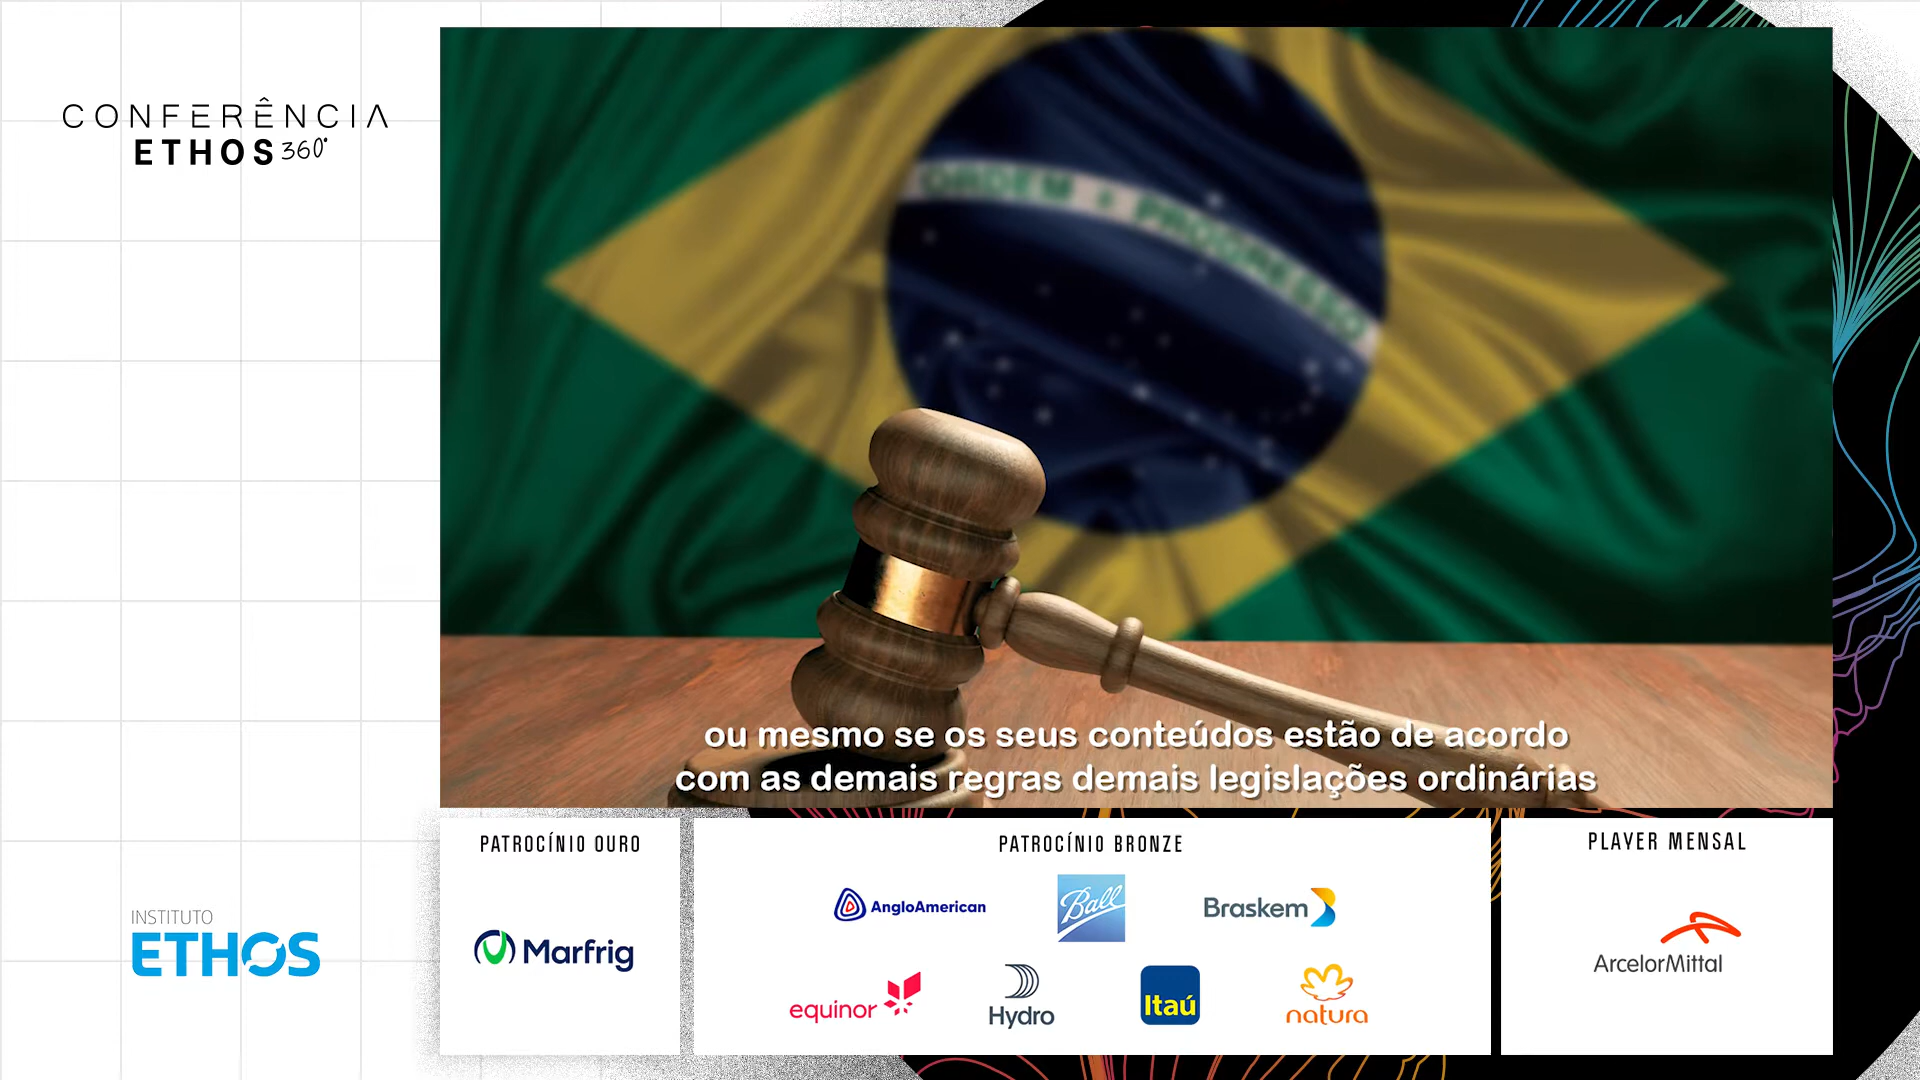 CONFERÊNCIA
ETHOS 360°
ORDEM E PROGRESSO
ou mesmo se os seus conteúdos estão de acordo
com as demais regras demais legislações ordinárias
PATROCÍNIO OURO
Marfrig
PATROCÍNIO BRONZE
AngloAmerican
Ball
Braskem
equinor
Hydro
Itaú
natura
PLAYER MENSAL
ArcelorMittal
INSTITUTO
ETHOS